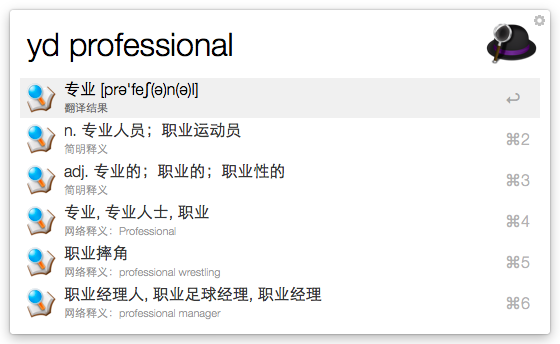 yd professional
专业 [prə'feʃ(ə)n(ə)l]
翻译结果
↩
n. 专业人员；职业运动员
简明释义
⌘2
adj. 专业的；职业的；职业性的
简明释义
⌘3
专业, 专业人士, 职业
网络释义：Professional
⌘4
职业摔角
网络释义：professional wrestling
⌘5
职业经理人, 职业足球经理, 职业经理
网络释义：professional manager
⌘6